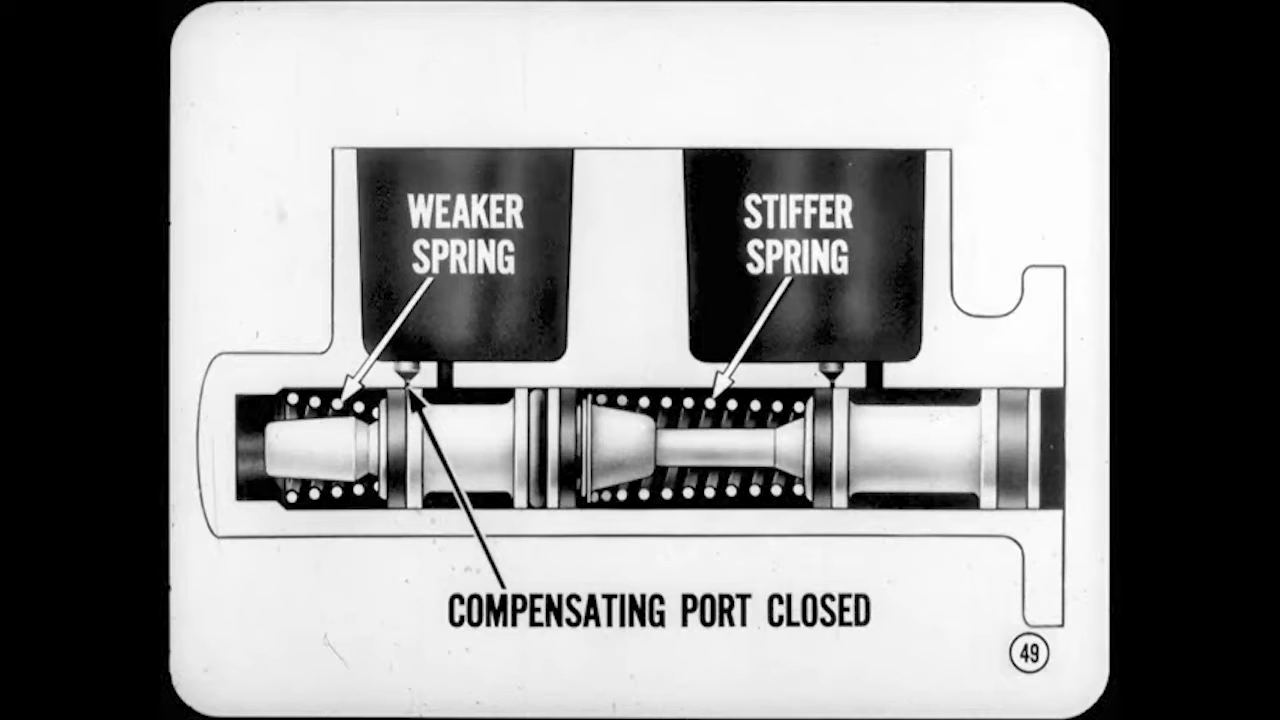 WEAKER
SPRING
STIFFER
SPRING
COMPENSATING PORT CLOSED
49